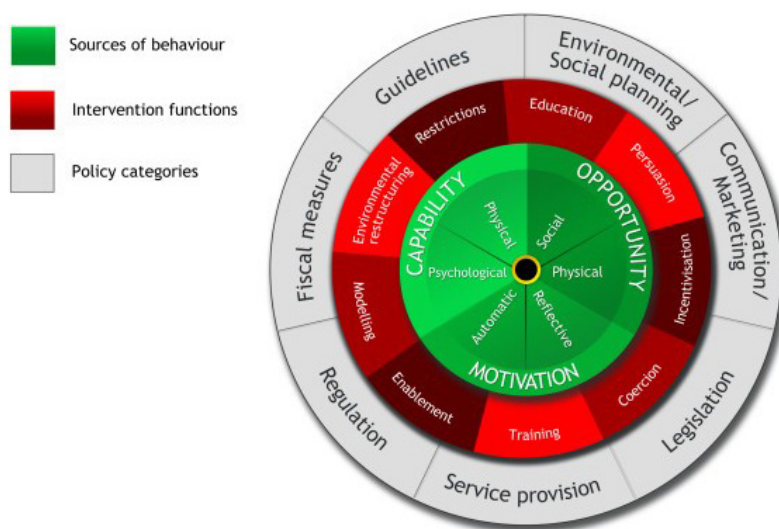 Sources of behaviour
Intervention functions
Policy categories
Guidelines
Environmental/
Social planning
Communication/
Marketing
Legislation
Service provision
Regulation
Fiscal measures
Restrictions
Education
Persuasion
Incentivisation
Coercion
Training
Enablement
Modelling
Environmental
restructuring
CAPABILITY
OPPORTUNITY
MOTIVATION
Physical
Social
Psychological
Physical
Automatic
Reflective